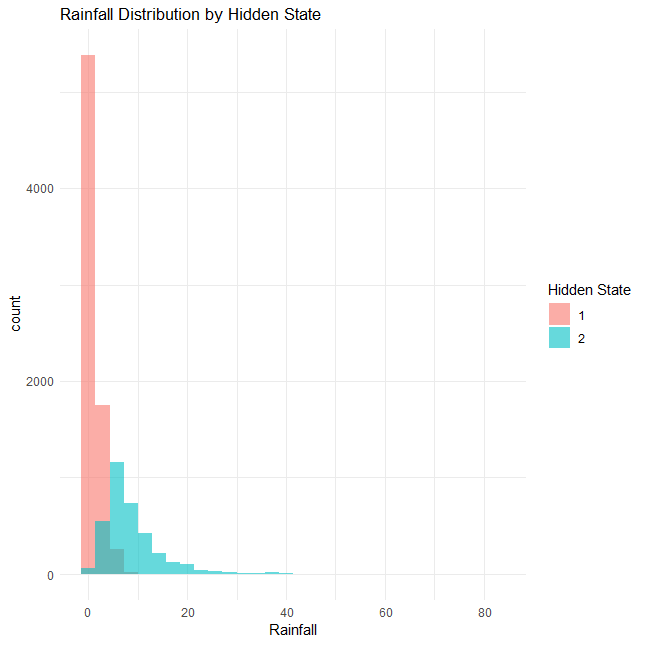 Rainfall Distribution by Hidden State
count
4000
2000
0
0 20 40 60 80
Rainfall
Hidden State
1
2